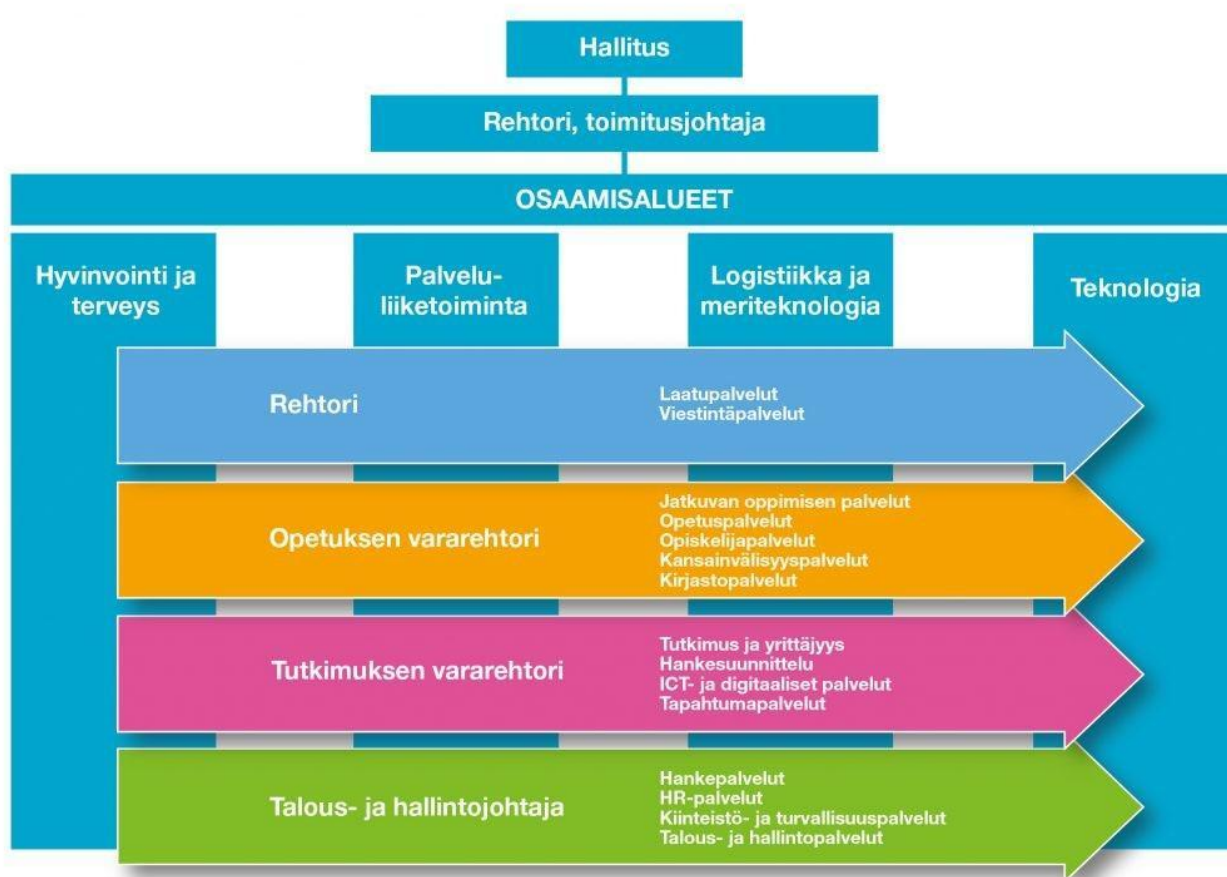 Hallitus
Rehtori, toimitusjohtaja
OSAAMISALUEET
Hyvinvointi ja
terveys
Palvelu-
liiketoiminta
Logistiikka ja
meriteknologia
Teknologia
Rehtori
Laatupalvelut
Viestintäpalvelut
Opetuksen vararehtori
Jatkuvan oppimisen palvelut
Opetuspalvelut
Opiskelijapalvelut
Kansainvälisyyspalvelut
Kirjastopalvelut
Tutkimuksen vararehtori
Tutkimus ja yrittäjyys
Hankesuunnittelu
ICT- ja digitaaliset palvelut
Tapahtumapalvelut
Talous- ja hallintojohtaja
Hankepalvelut
HR-palvelut
Kiinteistö- ja turvallisuuspalvelut
Talous- ja hallintopalvelut